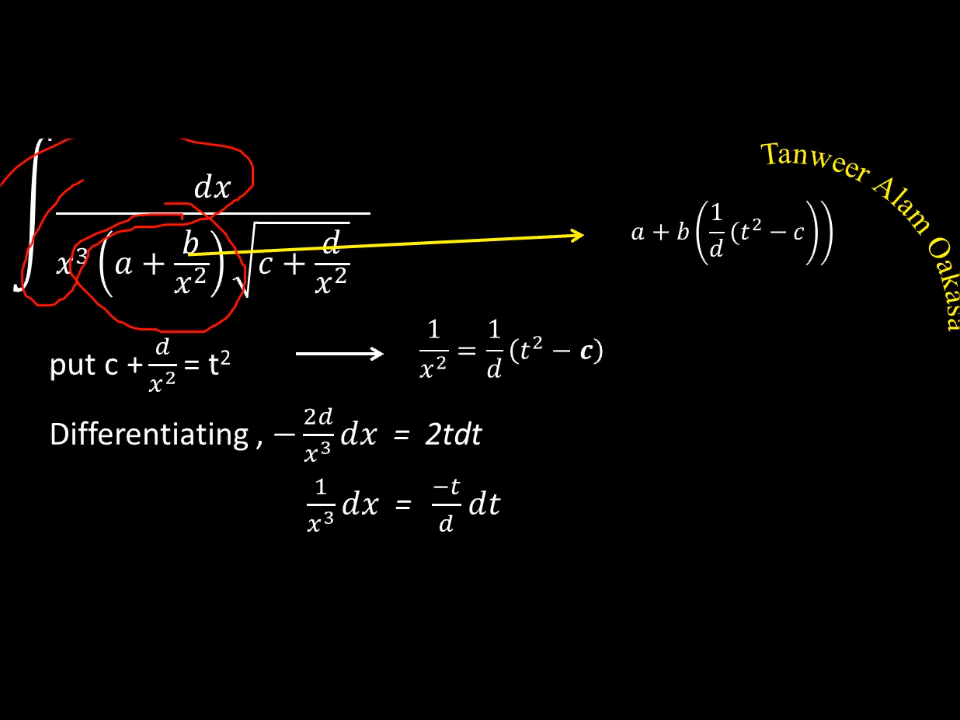 ∫ dx / (x³ (a + b/x²) √(c + d/x²))
a + b(1/d (t² − c))
Tanweer Alam Oakasa
put c + d/x² = t²
1/x² = 1/d (t² − c)
Differentiating , − 2d/x³ dx = 2tdt
1/x³ dx = −t/d dt